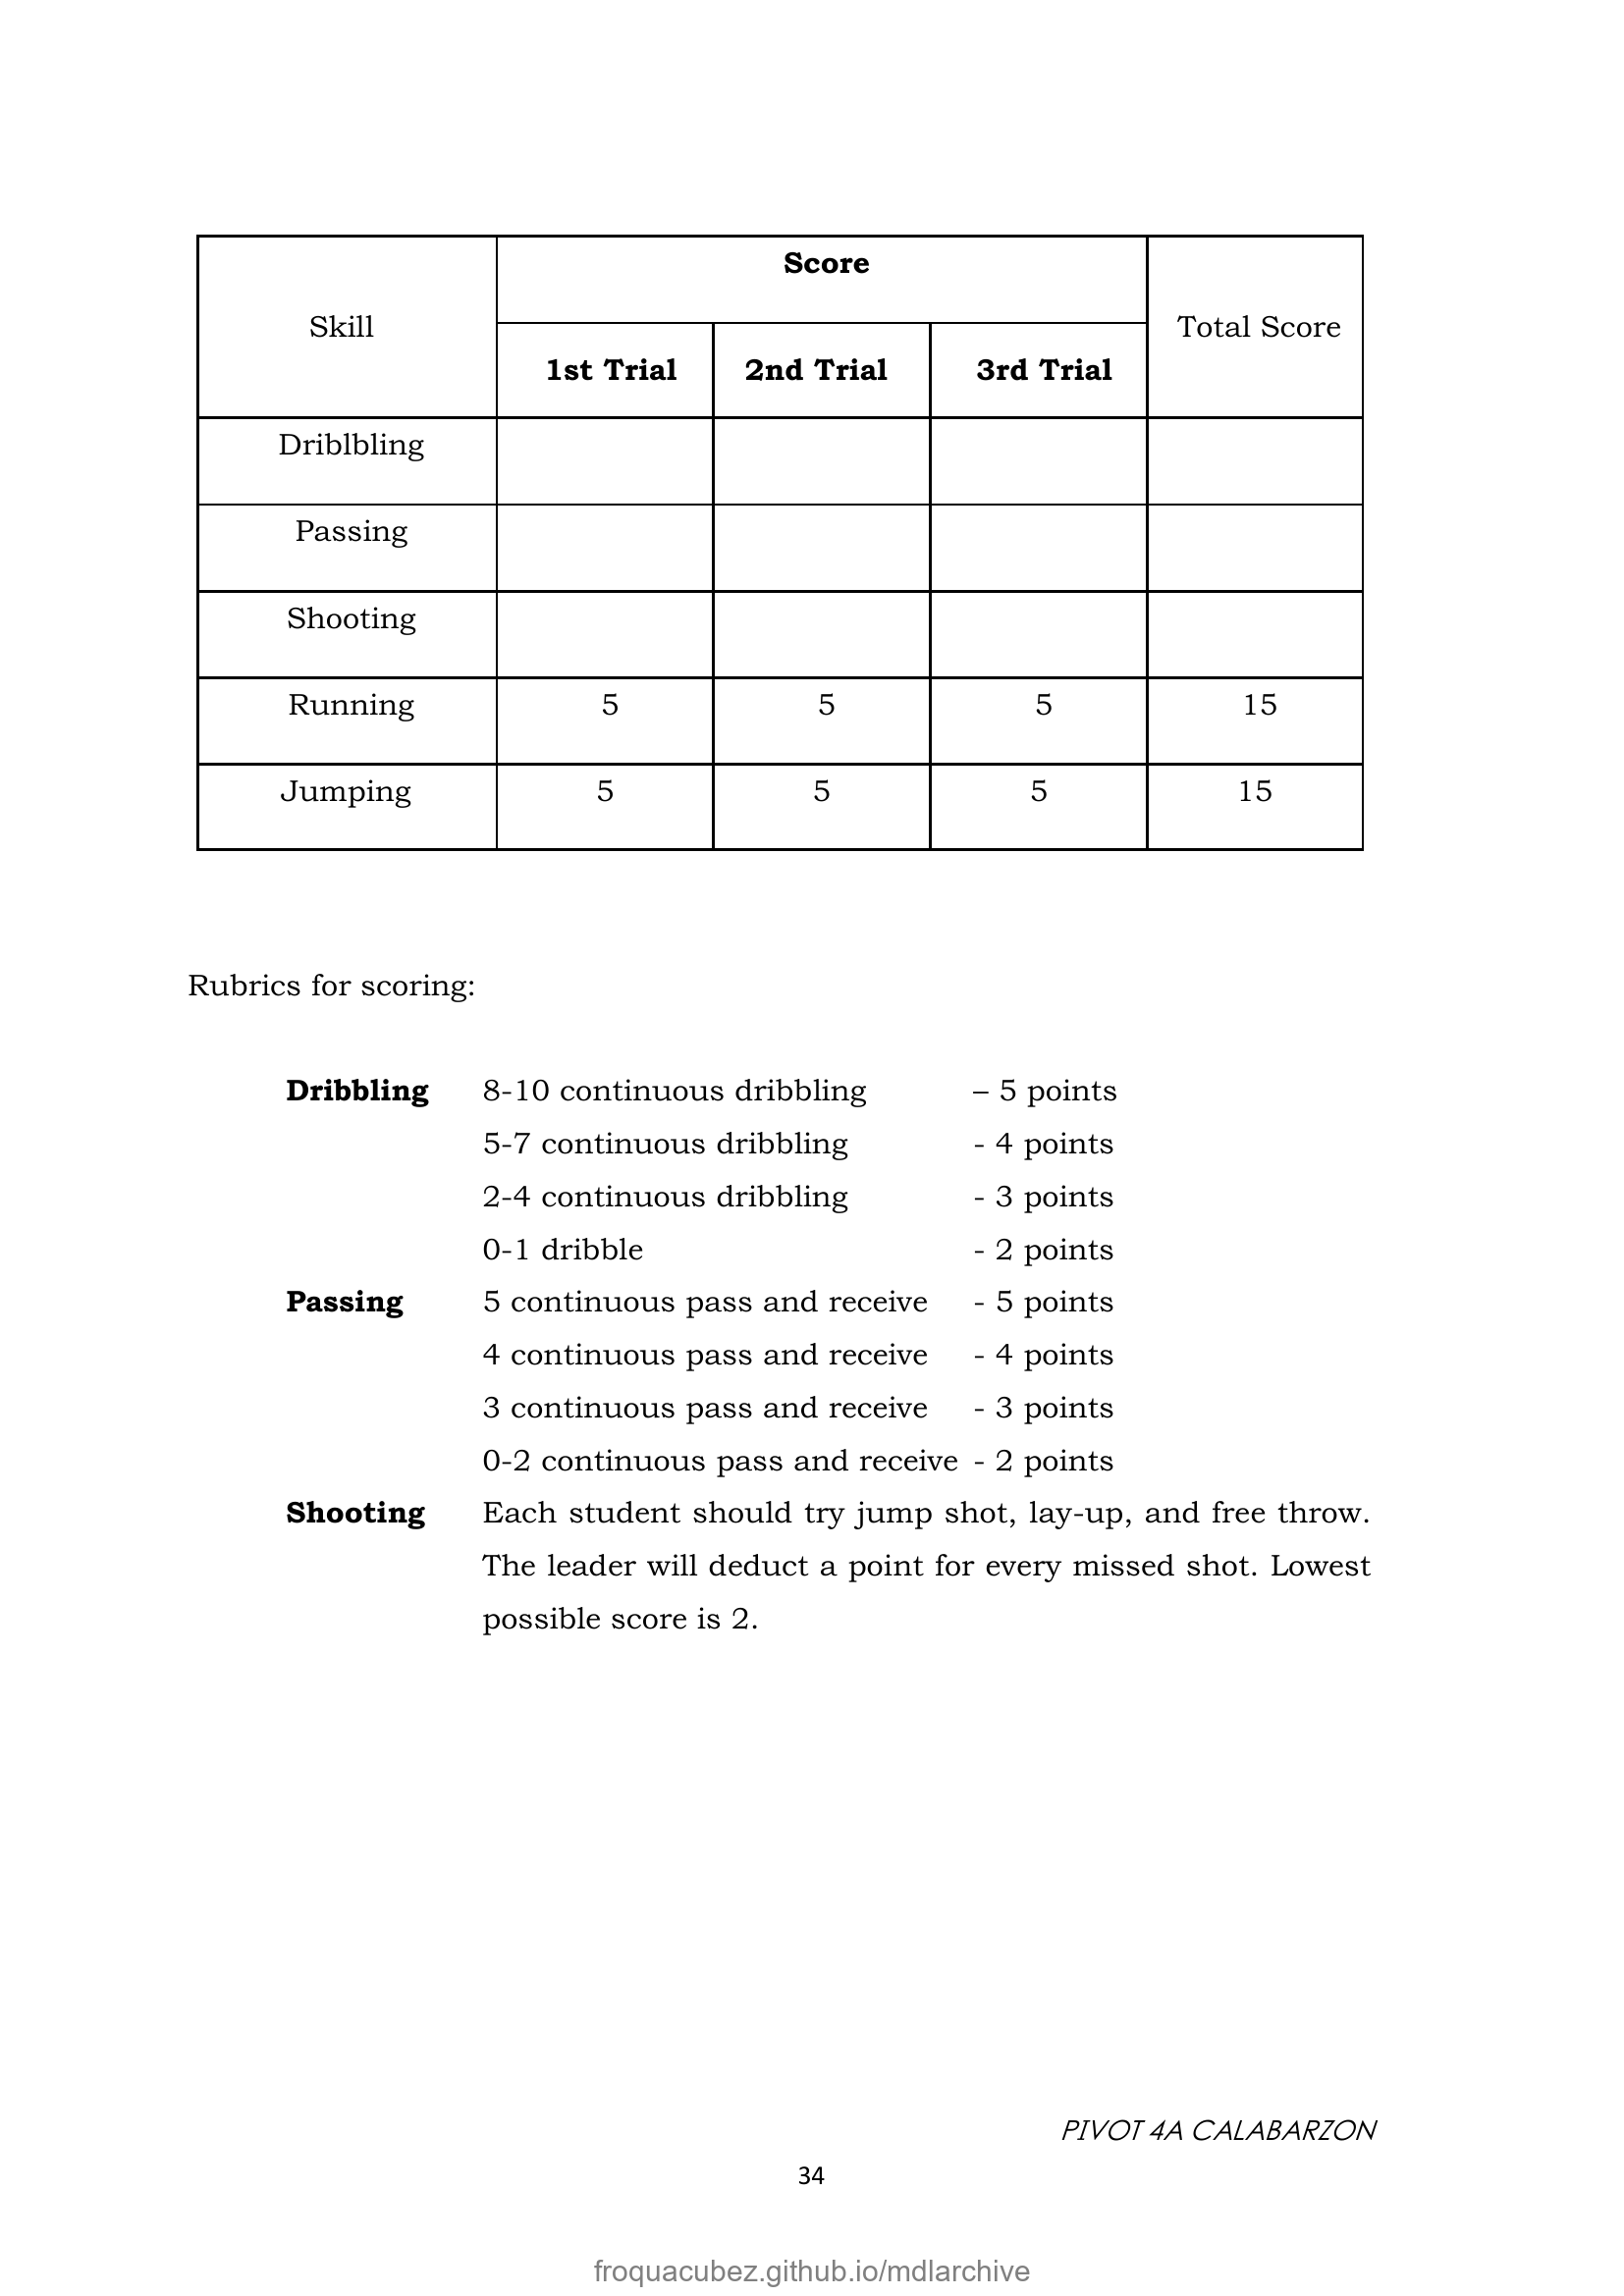 Score
Skill Total Score
1st Trial 2nd Trial 3rd Trial
Driblbling
Passing
Shooting
Running 5 5 5 15
Jumping 5 5 5 15
Rubrics for scoring:
Dribbling 8-10 continuous dribbling – 5 points
5-7 continuous dribbling - 4 points
2-4 continuous dribbling - 3 points
0-1 dribble - 2 points
Passing 5 continuous pass and receive - 5 points
4 continuous pass and receive - 4 points
3 continuous pass and receive - 3 points
0-2 continuous pass and receive - 2 points
Shooting Each student should try jump shot, lay-up, and free throw.
The leader will deduct a point for every missed shot. Lowest
possible score is 2.
PIVOT 4A CALABARZON
34
froquacubez.github.io/mdlarchive